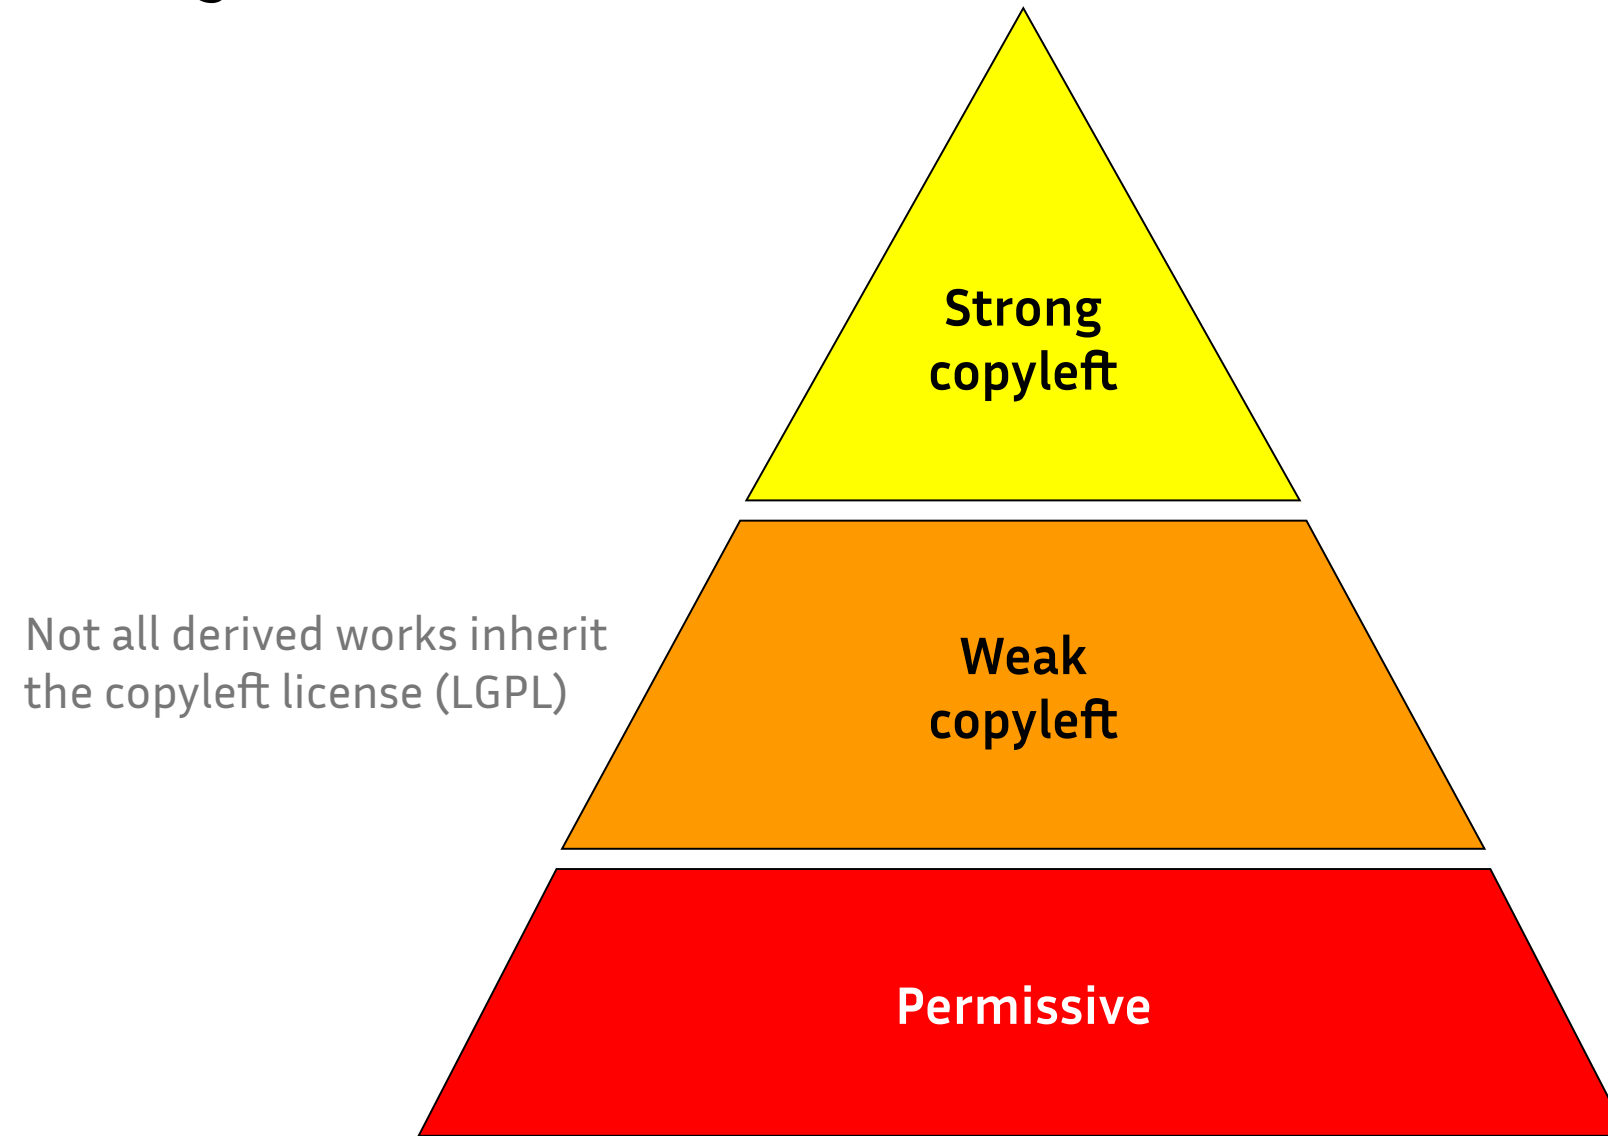 Strong
copyleft
Not all derived works inherit
the copyleft license (LGPL)
Weak
copyleft
Permissive